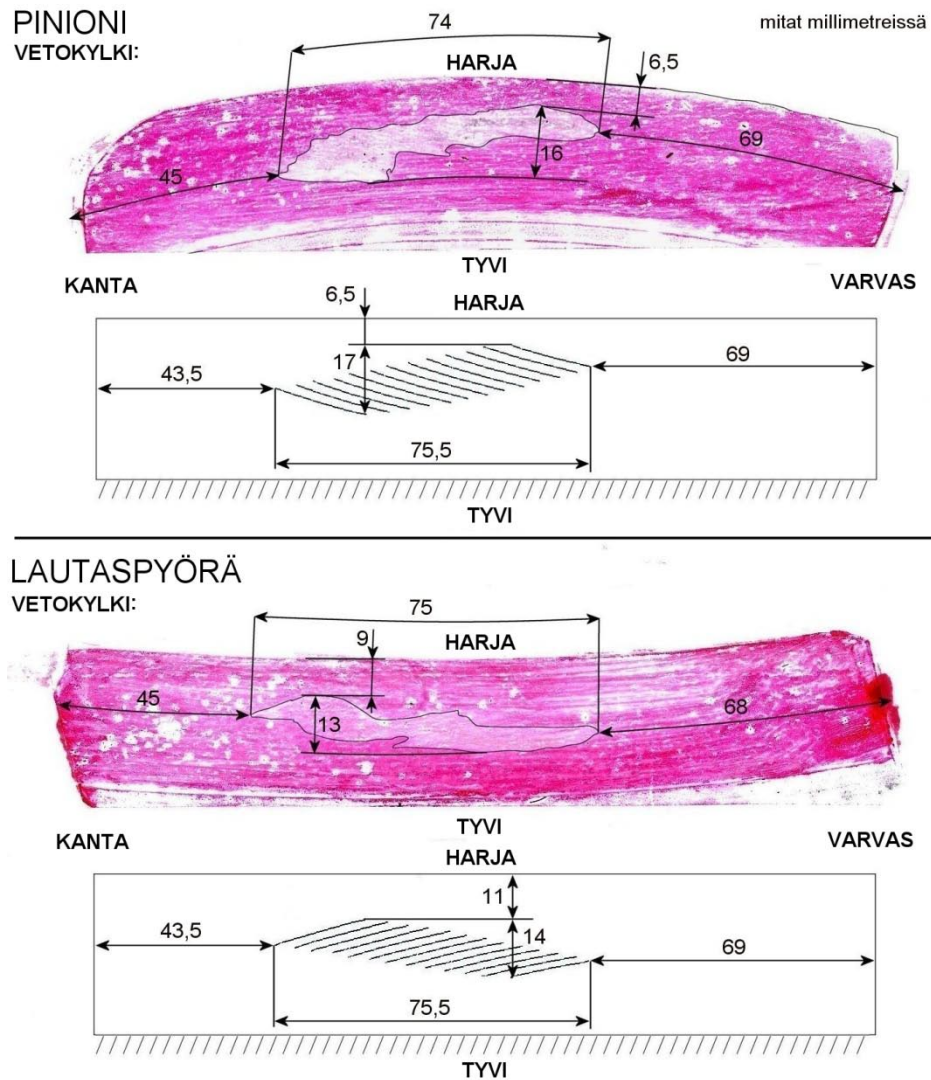 PINIONI
mitat millimetreissä
VETOKYLKI:
74
HARJA
6,5
16
69
45
TYVI
KANTA
VARVAS
6,5
HARJA
17
43,5
69
75,5
TYVI
LAUTASPYÖRÄ
VETOKYLKI:
75
9
HARJA
45
13
68
TYVI
KANTA
VARVAS
HARJA
11
43,5
14
69
75,5
TYVI